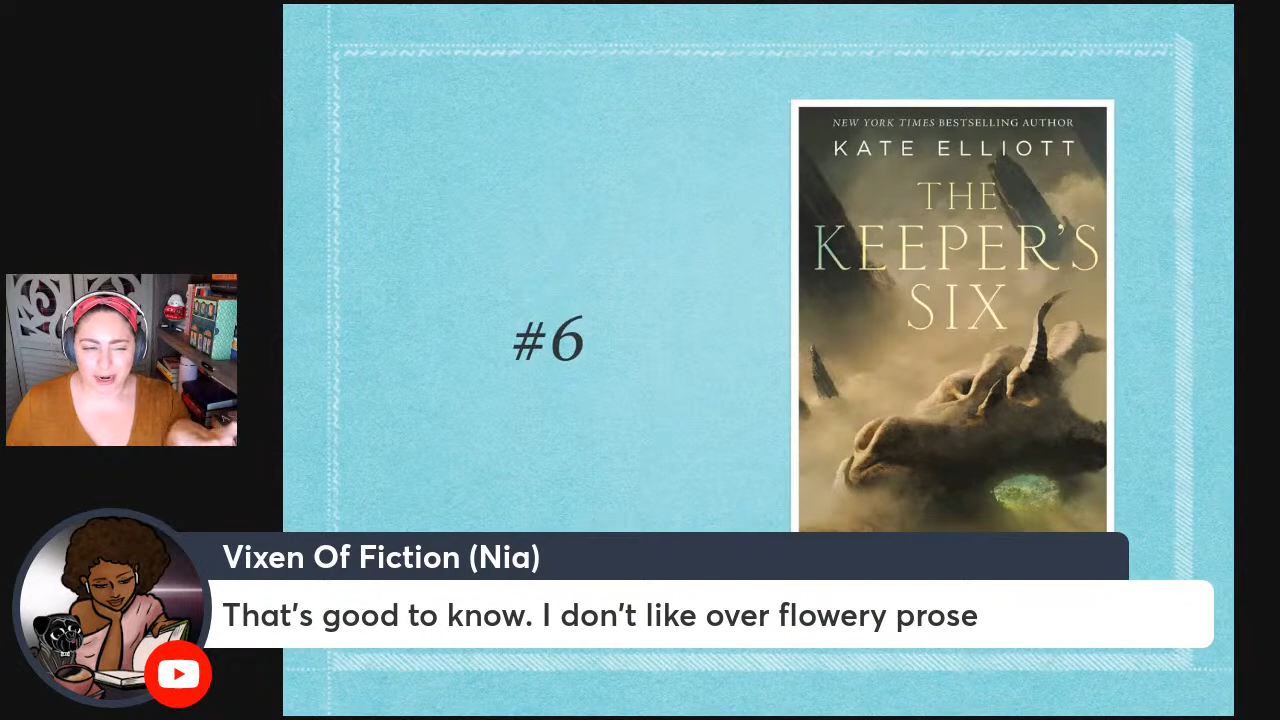 NEW YORK TIMES BESTSELLING AUTHOR
KATE ELLIOTT
THE
KEEPER'S
SIX
#6
Vixen Of Fiction (Nia)
That's good to know. I don't like over flowery prose